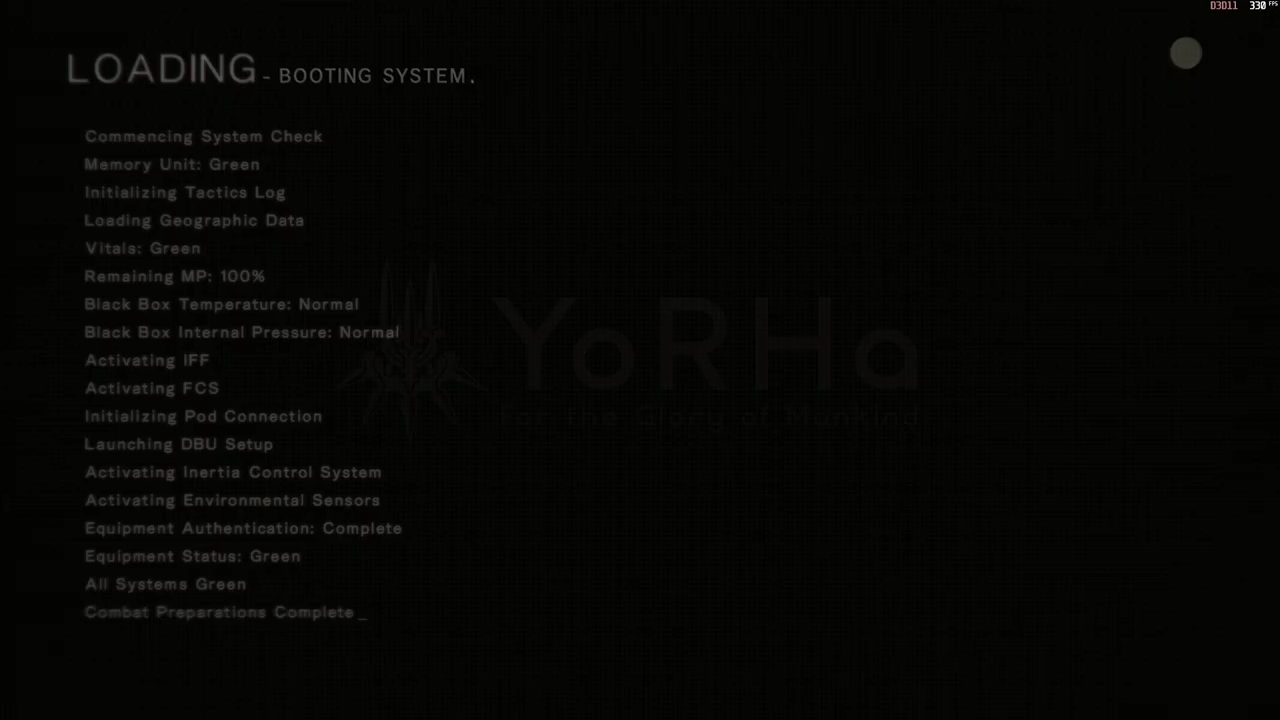 D3D11 330 FPS
LOADING - BOOTING SYSTEM.
Commencing System Check
Memory Unit: Green
Initializing Tactics Log
Loading Geographic Data
Vitals: Green
Remaining MP: 100%
Black Box Temperature: Normal
Black Box Internal Pressure: Normal
Activating IFF
Activating FCS
Initializing Pod Connection
Launching DBU Setup
Activating Inertia Control System
Activating Environmental Sensors
Equipment Authentication: Complete
Equipment Status: Green
All Systems Green
Combat Preparations Complete_
YoRHa
For the Glory of Mankind